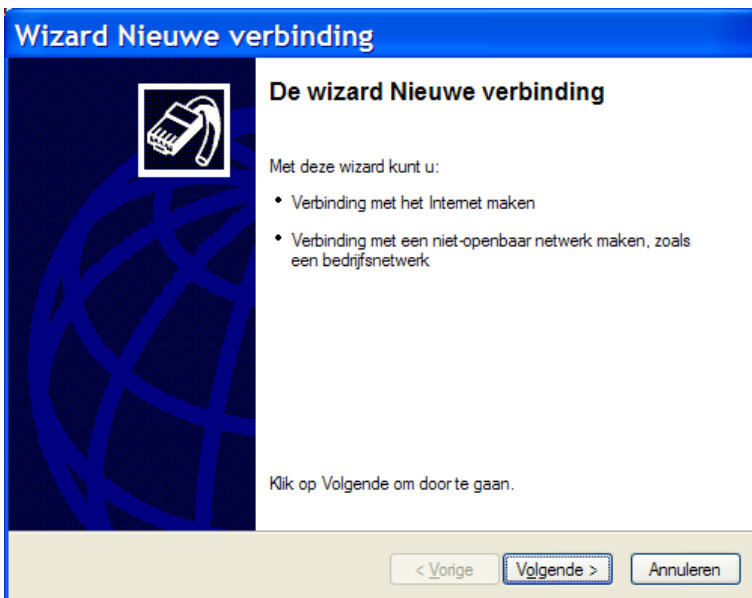 Wizard Nieuwe verbinding
De wizard Nieuwe verbinding
Met deze wizard kunt u:
• Verbinding met het Internet maken
• Verbinding met een niet-openbaar netwerk maken, zoals
een bedrijfsnetwerk
Klik op Volgende om door te gaan.
< Vorige Volgende > Annuleren